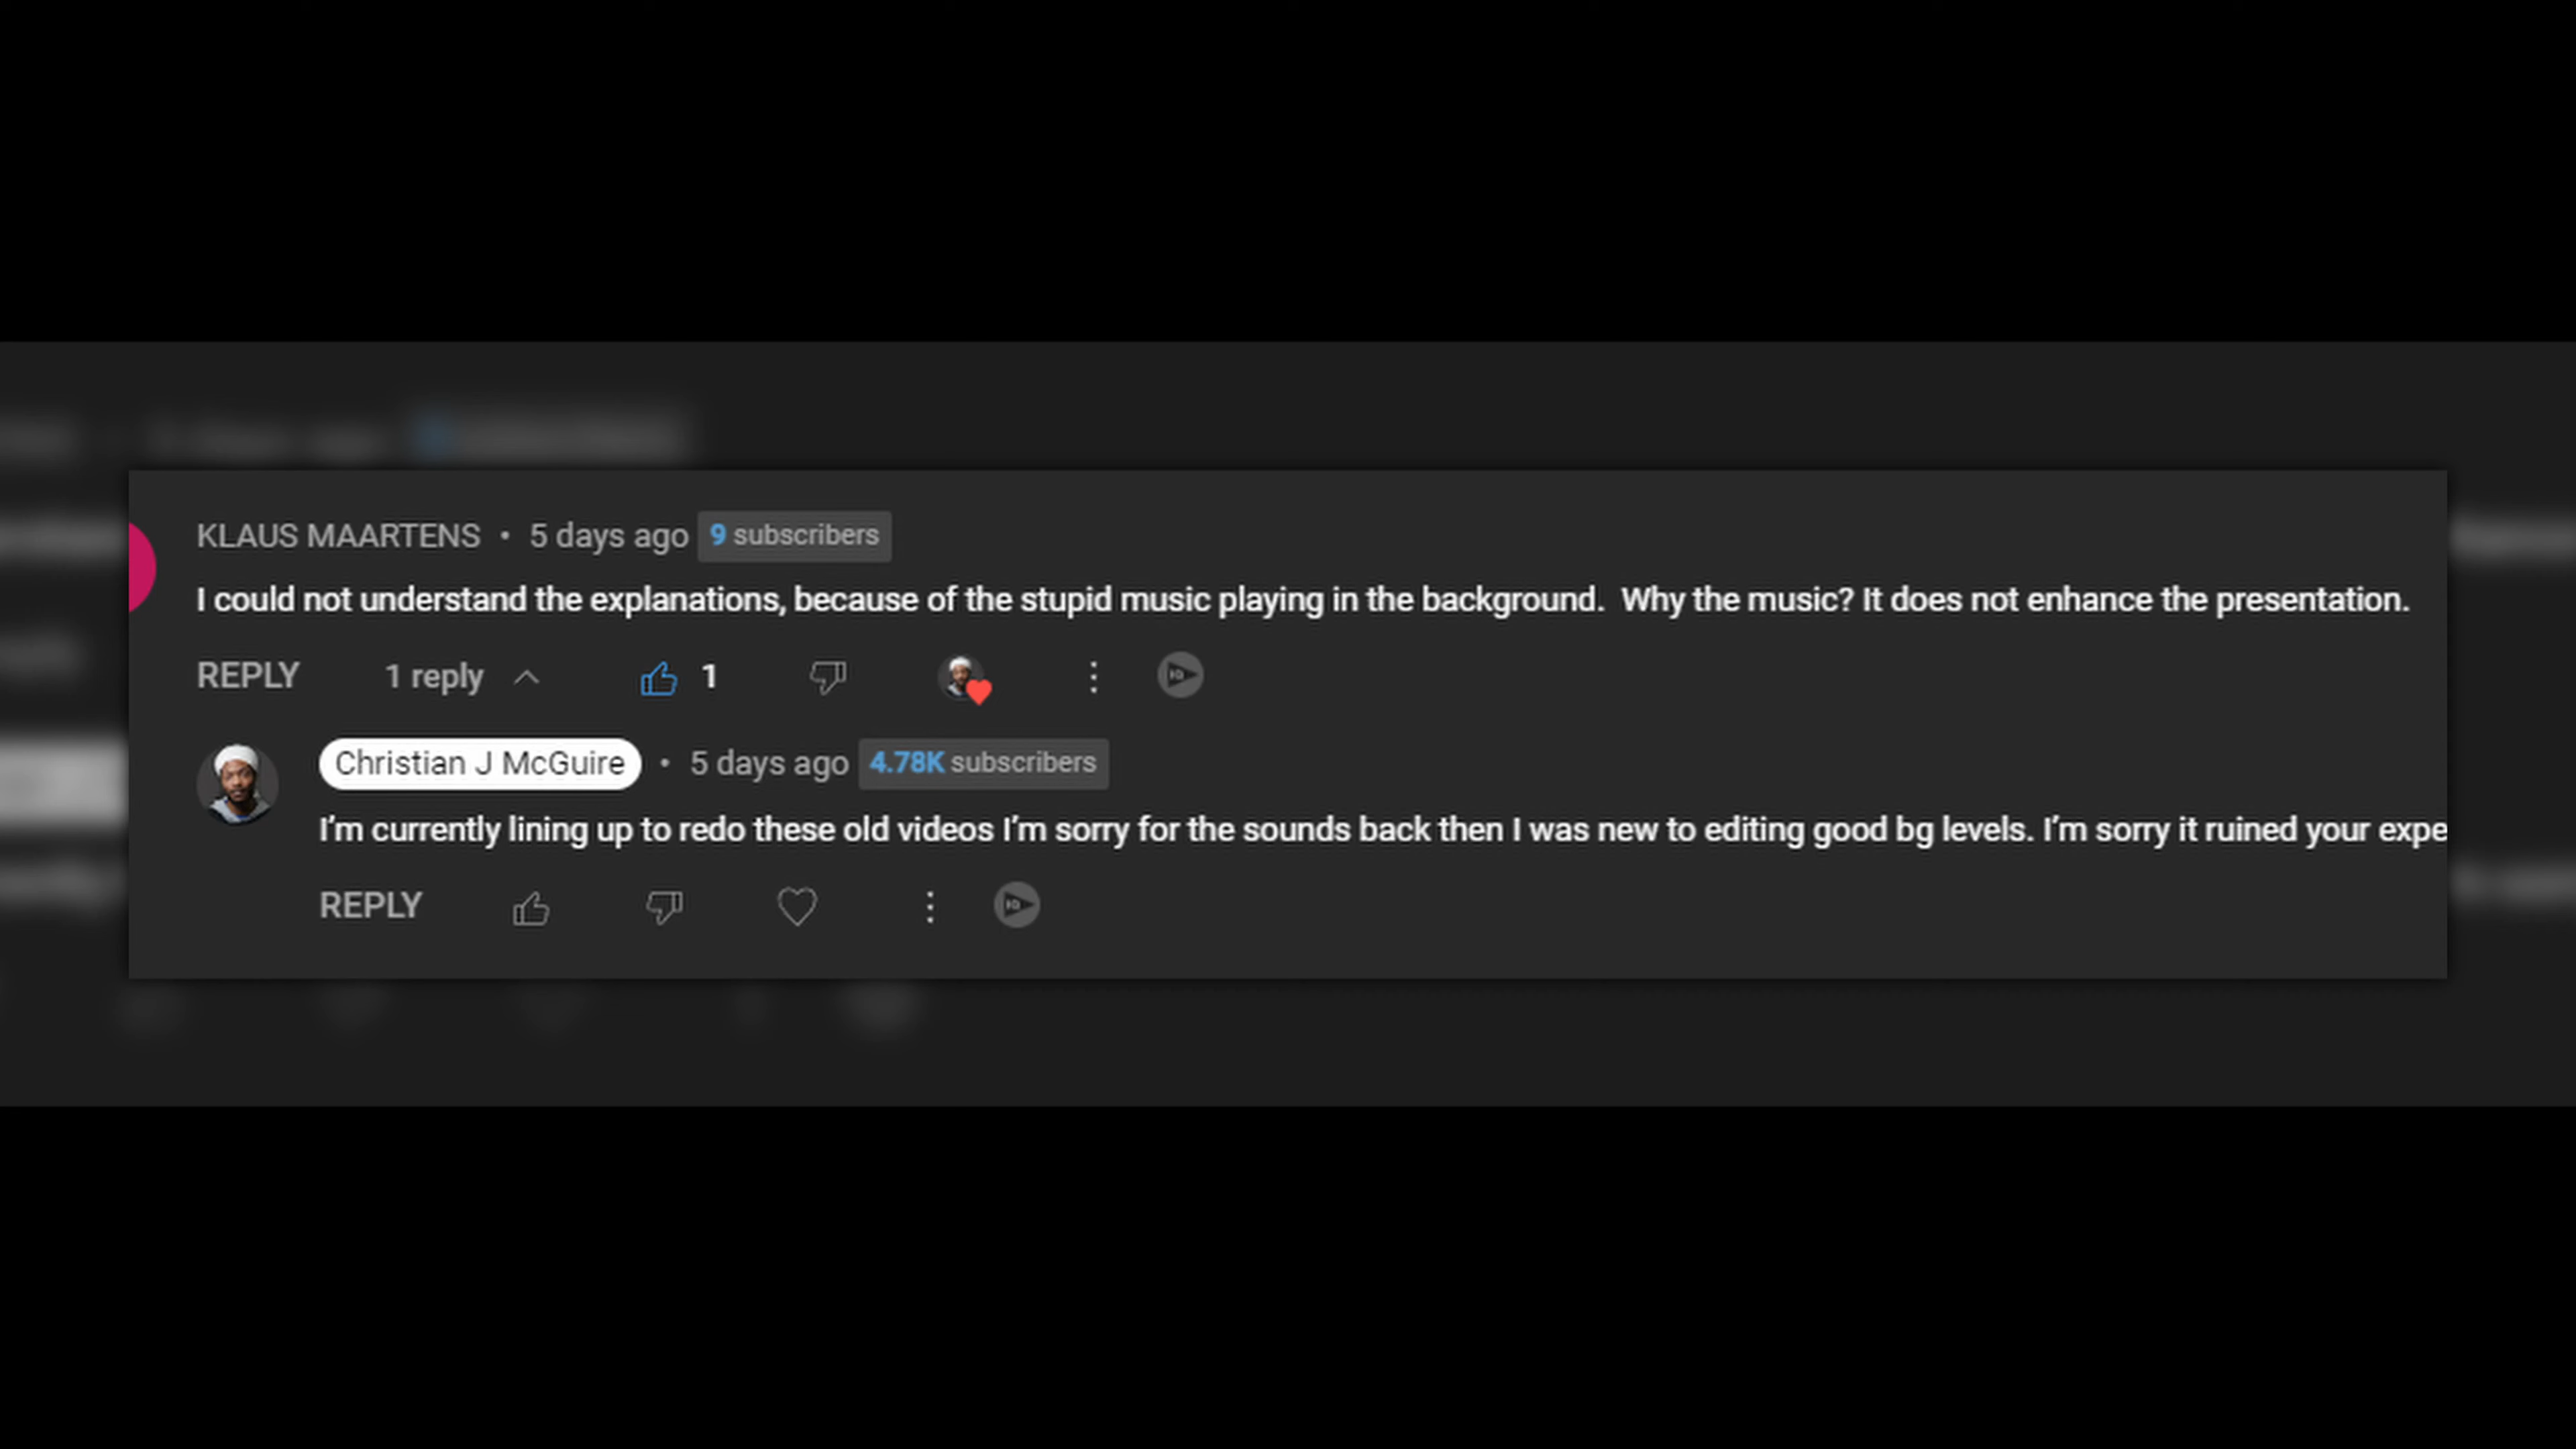 KLAUS MAARTENS • 5 days ago 9 subscribers
I could not understand the explanations, because of the stupid music playing in the background. Why the music? It does not enhance the presentation.
REPLY 1 reply 1
Christian J McGuire • 5 days ago 4.78K subscribers
I'm currently lining up to redo these old videos I'm sorry for the sounds back then I was new to editing good bg levels. I'm sorry it ruined your expe
REPLY